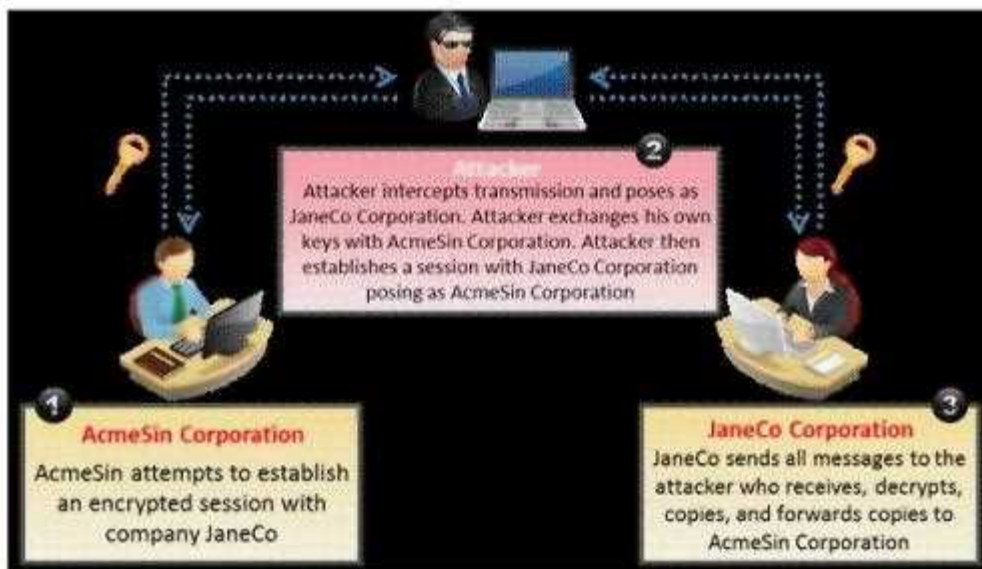 2
Attacker
Attacker intercepts transmission and poses as
JaneCo Corporation. Attacker exchanges his own
keys with AcmeSin Corporation. Attacker then
establishes a session with JaneCo Corporation
posing as AcmeSin Corporation
1
AcmeSin Corporation
AcmeSin attempts to establish
an encrypted session with
company JaneCo
3
JaneCo Corporation
JaneCo sends all messages to the
attacker who receives, decrypts,
copies, and forwards copies to
AcmeSin Corporation